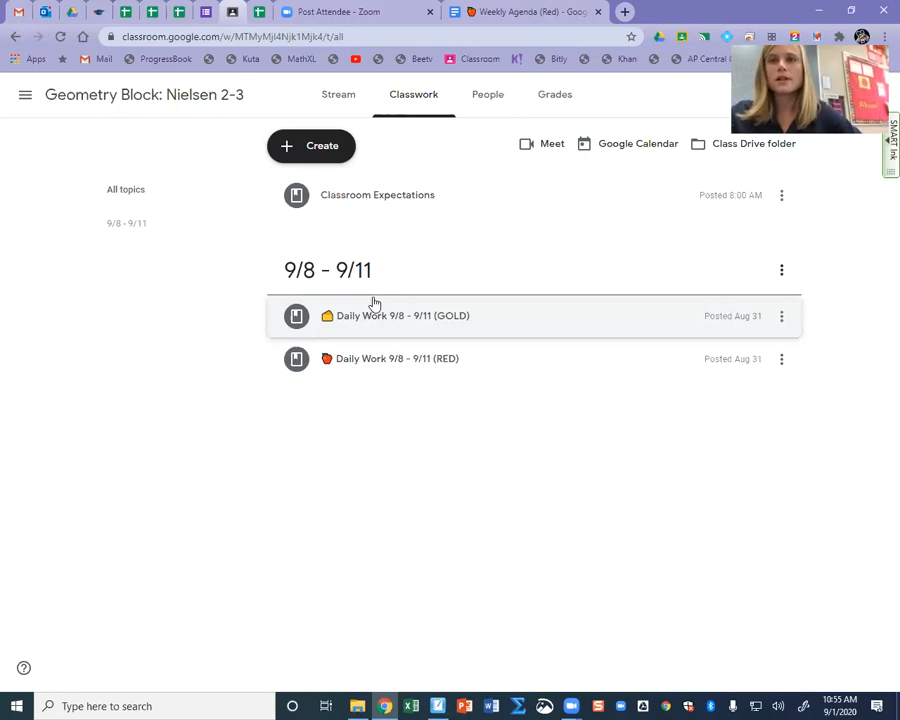 Post Attendee - Zoom
Weekly Agenda (Red) - Goog
classroom.google.com/w/MTMyMjI4Njk1Mjk4/t/all
Apps
Mail
ProgressBook
Kuta
MathXL
Beetv
Classroom
Bitly
Khan
AP Central
Geometry Block: Nielsen 2-3
Stream
Classwork
People
Grades
SMART Ink
Create
Meet
Google Calendar
Class Drive folder
All topics
9/8 - 9/11
Classroom Expectations
Posted 8:00 AM
9/8 - 9/11
Daily Work 9/8 - 9/11 (GOLD)
Posted Aug 31
Daily Work 9/8 - 9/11 (RED)
Posted Aug 31
Type here to search
10:55 AM
9/1/2020